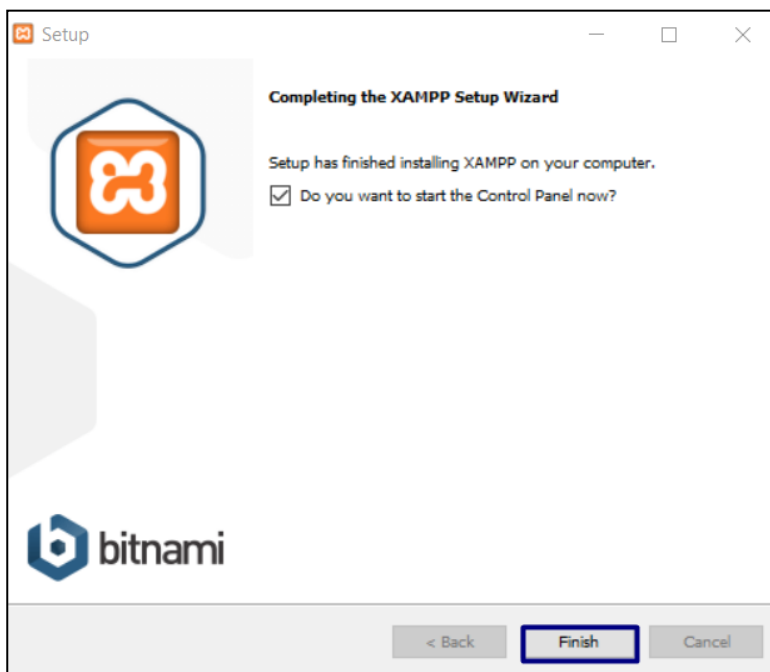 Setup
Completing the XAMPP Setup Wizard
Setup has finished installing XAMPP on your computer.
Do you want to start the Control Panel now?
bitnami
< Back
Finish
Cancel